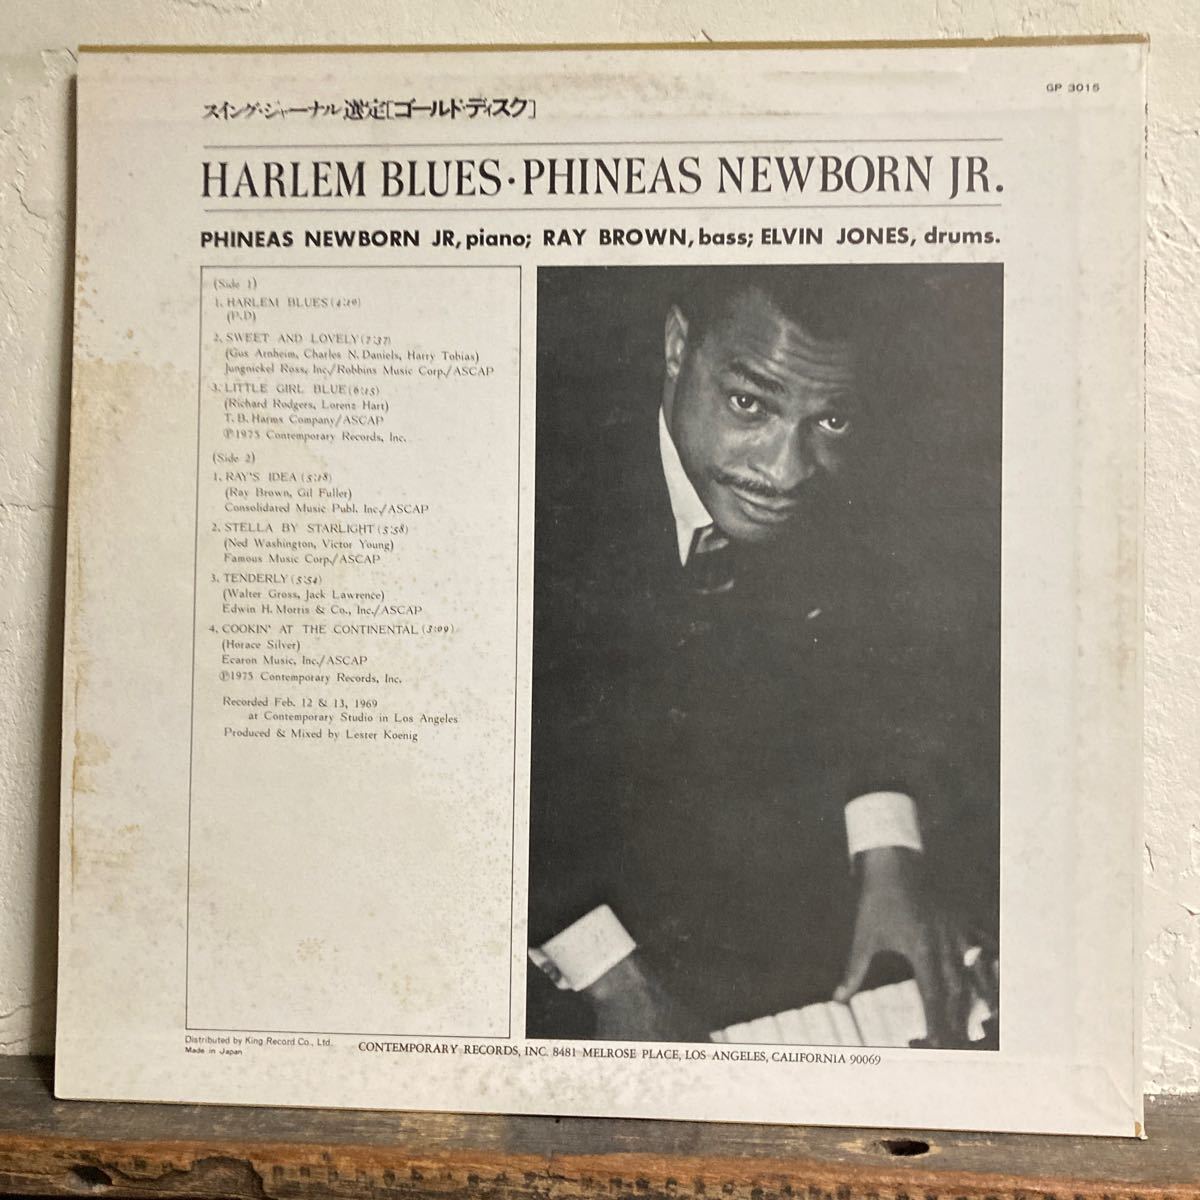 GP 3015
スイング・ジャーナル選定[ゴールド・ディスク]
HARLEM BLUES・PHINEAS NEWBORN JR.
PHINEAS NEWBORN JR, piano; RAY BROWN, bass; ELVIN JONES, drums.
(Side 1)
1. HARLEM BLUES (4:10)
(P.D)
2. SWEET AND LOVELY (7:37)
(Gus Arnheim, Charles N. Daniels, Harry Tobias)
Jungnickel Ross, Inc./Robbins Music Corp./ASCAP
3. LITTLE GIRL BLUE (6:15)
(Richard Rodgers, Lorenz Hart)
T. B. Harms Company/ASCAP
Ⓟ1975 Contemporary Records, Inc.
(Side 2)
1. RAY'S IDEA (5:18)
(Ray Brown, Gil Fuller)
Consolidated Music Publ. Inc./ASCAP
2. STELLA BY STARLIGHT (5:58)
(Ned Washington, Victor Young)
Famous Music Corp./ASCAP
3. TENDERLY (5:54)
(Walter Gross, Jack Lawrence)
Edwin H. Morris & Co., Inc./ASCAP
4. COOKIN' AT THE CONTINENTAL (3:09)
(Horace Silver)
Ecaron Music, Inc./ASCAP
Ⓟ1975 Contemporary Records, Inc.
Recorded Feb. 12 & 13, 1969
at Contemporary Studio in Los Angeles
Produced & Mixed by Lester Koenig
Distributed by King Record Co., Ltd.
Made in Japan
CONTEMPORARY RECORDS, INC. 8481 MELROSE PLACE, LOS ANGELES, CALIFORNIA 90069